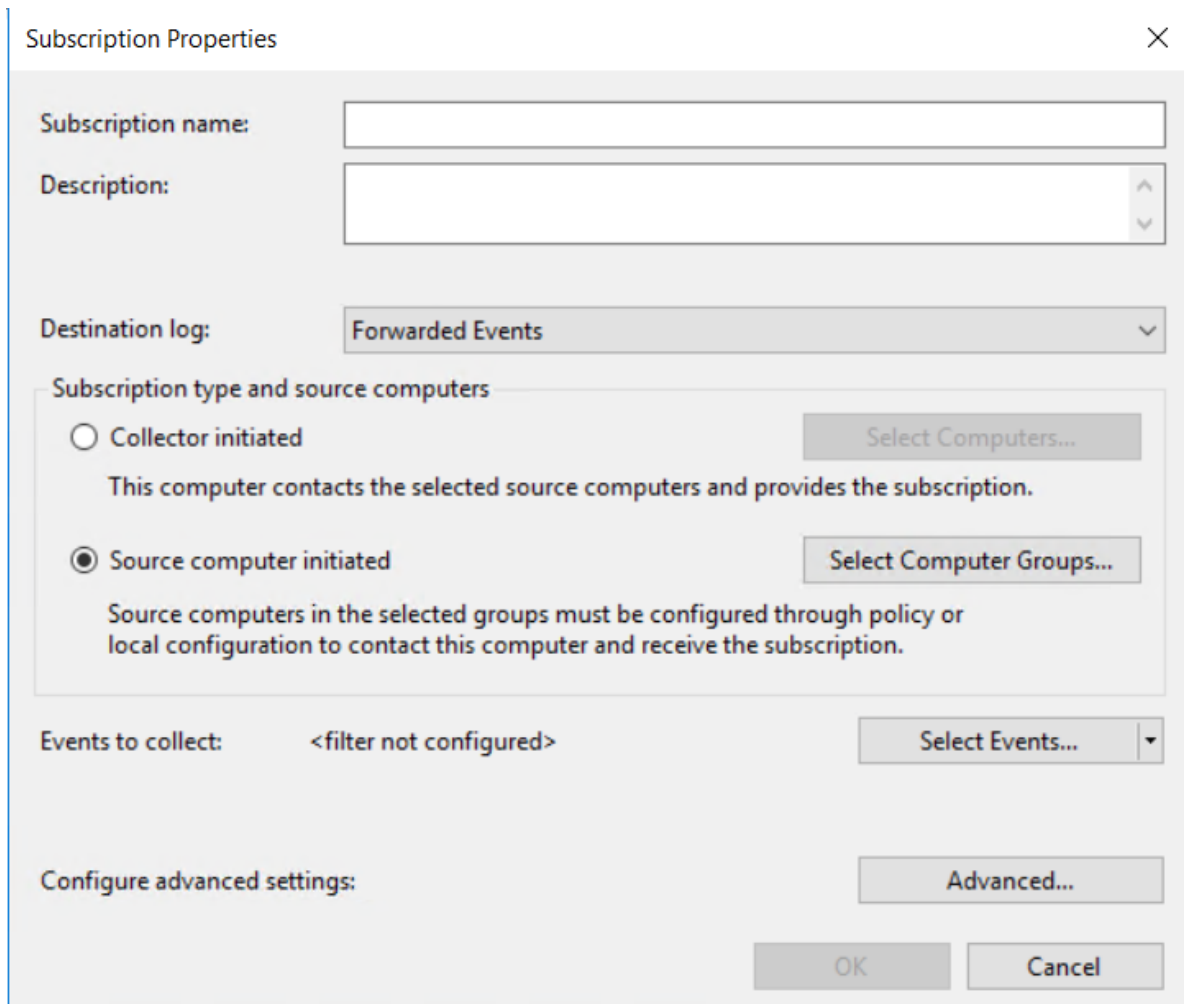 Subscription Properties
Subscription name:
Description:
Destination log: Forwarded Events
Subscription type and source computers
Collector initiated Select Computers...
This computer contacts the selected source computers and provides the subscription.
Source computer initiated Select Computer Groups...
Source computers in the selected groups must be configured through policy or
local configuration to contact this computer and receive the subscription.
Events to collect: <filter not configured> Select Events...
Configure advanced settings: Advanced...
OK Cancel